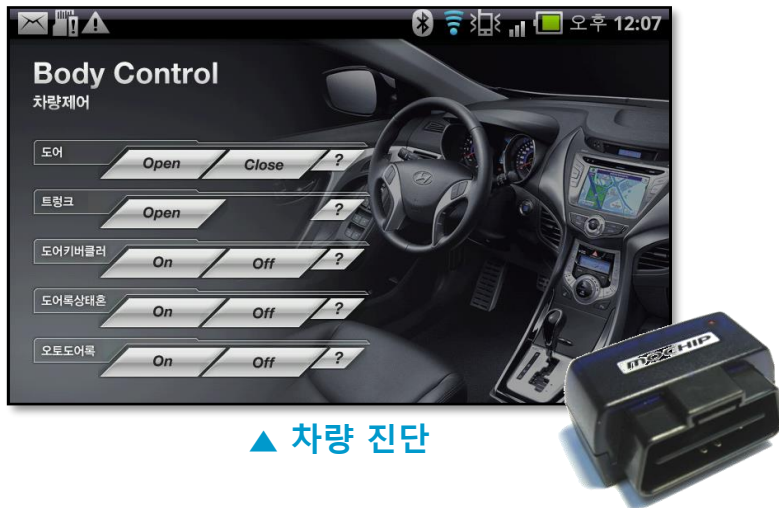 오후 12:07
Body Control
차량제어
도어
Open
Close
?
트렁크
Open
?
도어키버클러
On
Off
?
도어록상태혼
On
Off
?
오토도어록
On
Off
?
▲ 차량 진단